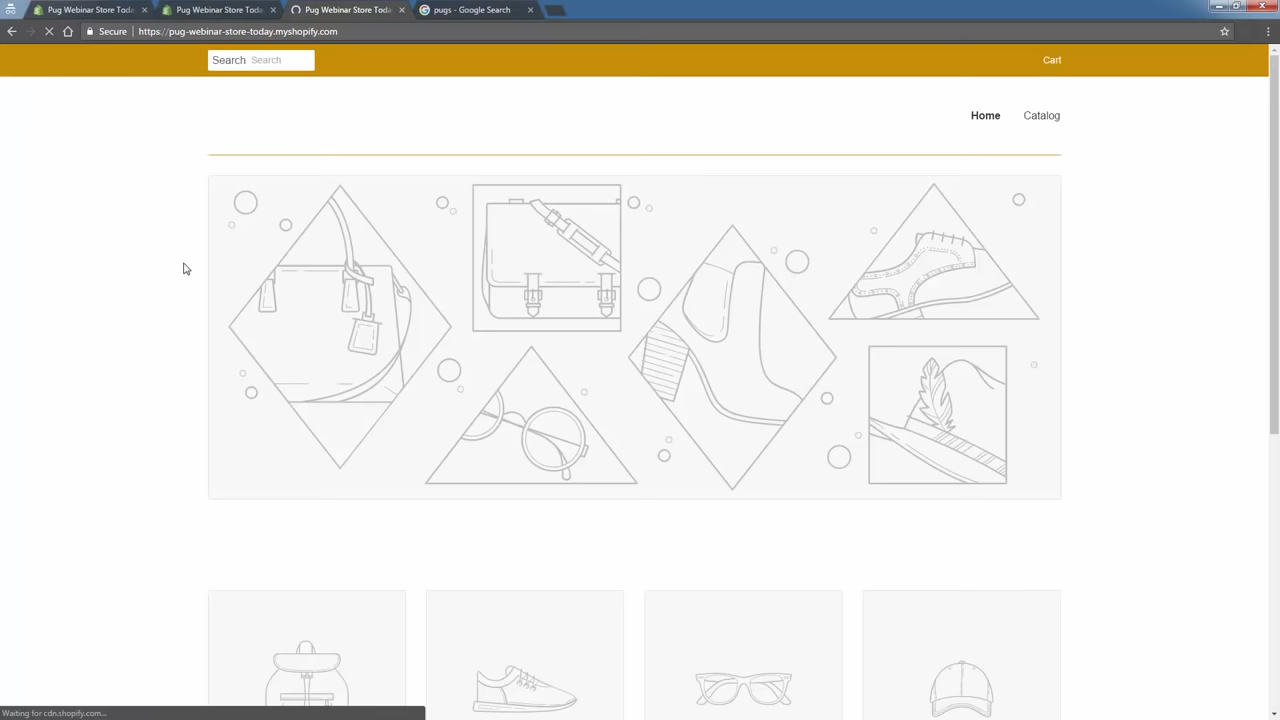 Pug Webinar Store Toda
Pug Webinar Store Toda
Pug Webinar Store Toda
pugs - Google Search
Secure
https://pug-webinar-store-today.myshopify.com
Search Search
Cart
Home
Catalog
Waiting for cdn.shopify.com...